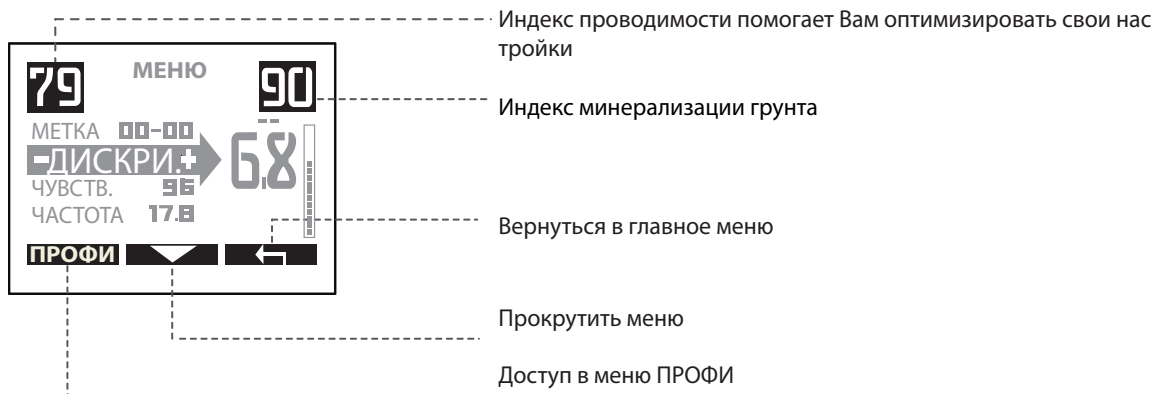 Индекс проводимости помогает Вам оптимизировать свои нас
тройки
79 МЕНЮ 90
Индекс минерализации грунта
МЕТКА 00-00
-ДИСКРИ.+ 6.8
ЧУВСТВ. 96
ЧАСТОТА 17.8
Вернуться в главное меню
ПРОФИ
Прокрутить меню
Доступ в меню ПРОФИ